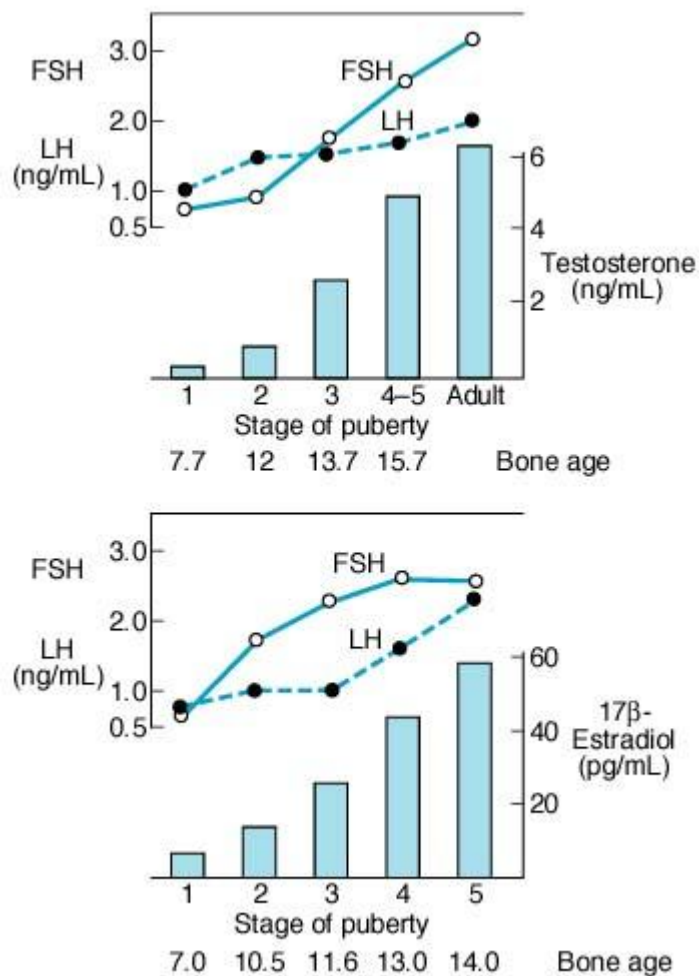 3.0
FSH FSH
2.0
LH LH
(ng/mL) 1.0 6
0.5
4
Testosterone
(ng/mL)
2
1 2 3 4–5 Adult
Stage of puberty
7.7 12 13.7 15.7 Bone age
3.0
FSH FSH
2.0
LH LH
(ng/mL) 1.0 60
0.5
17β-
40 Estradiol
(pg/mL)
20
1 2 3 4 5
Stage of puberty
7.0 10.5 11.6 13.0 14.0 Bone age